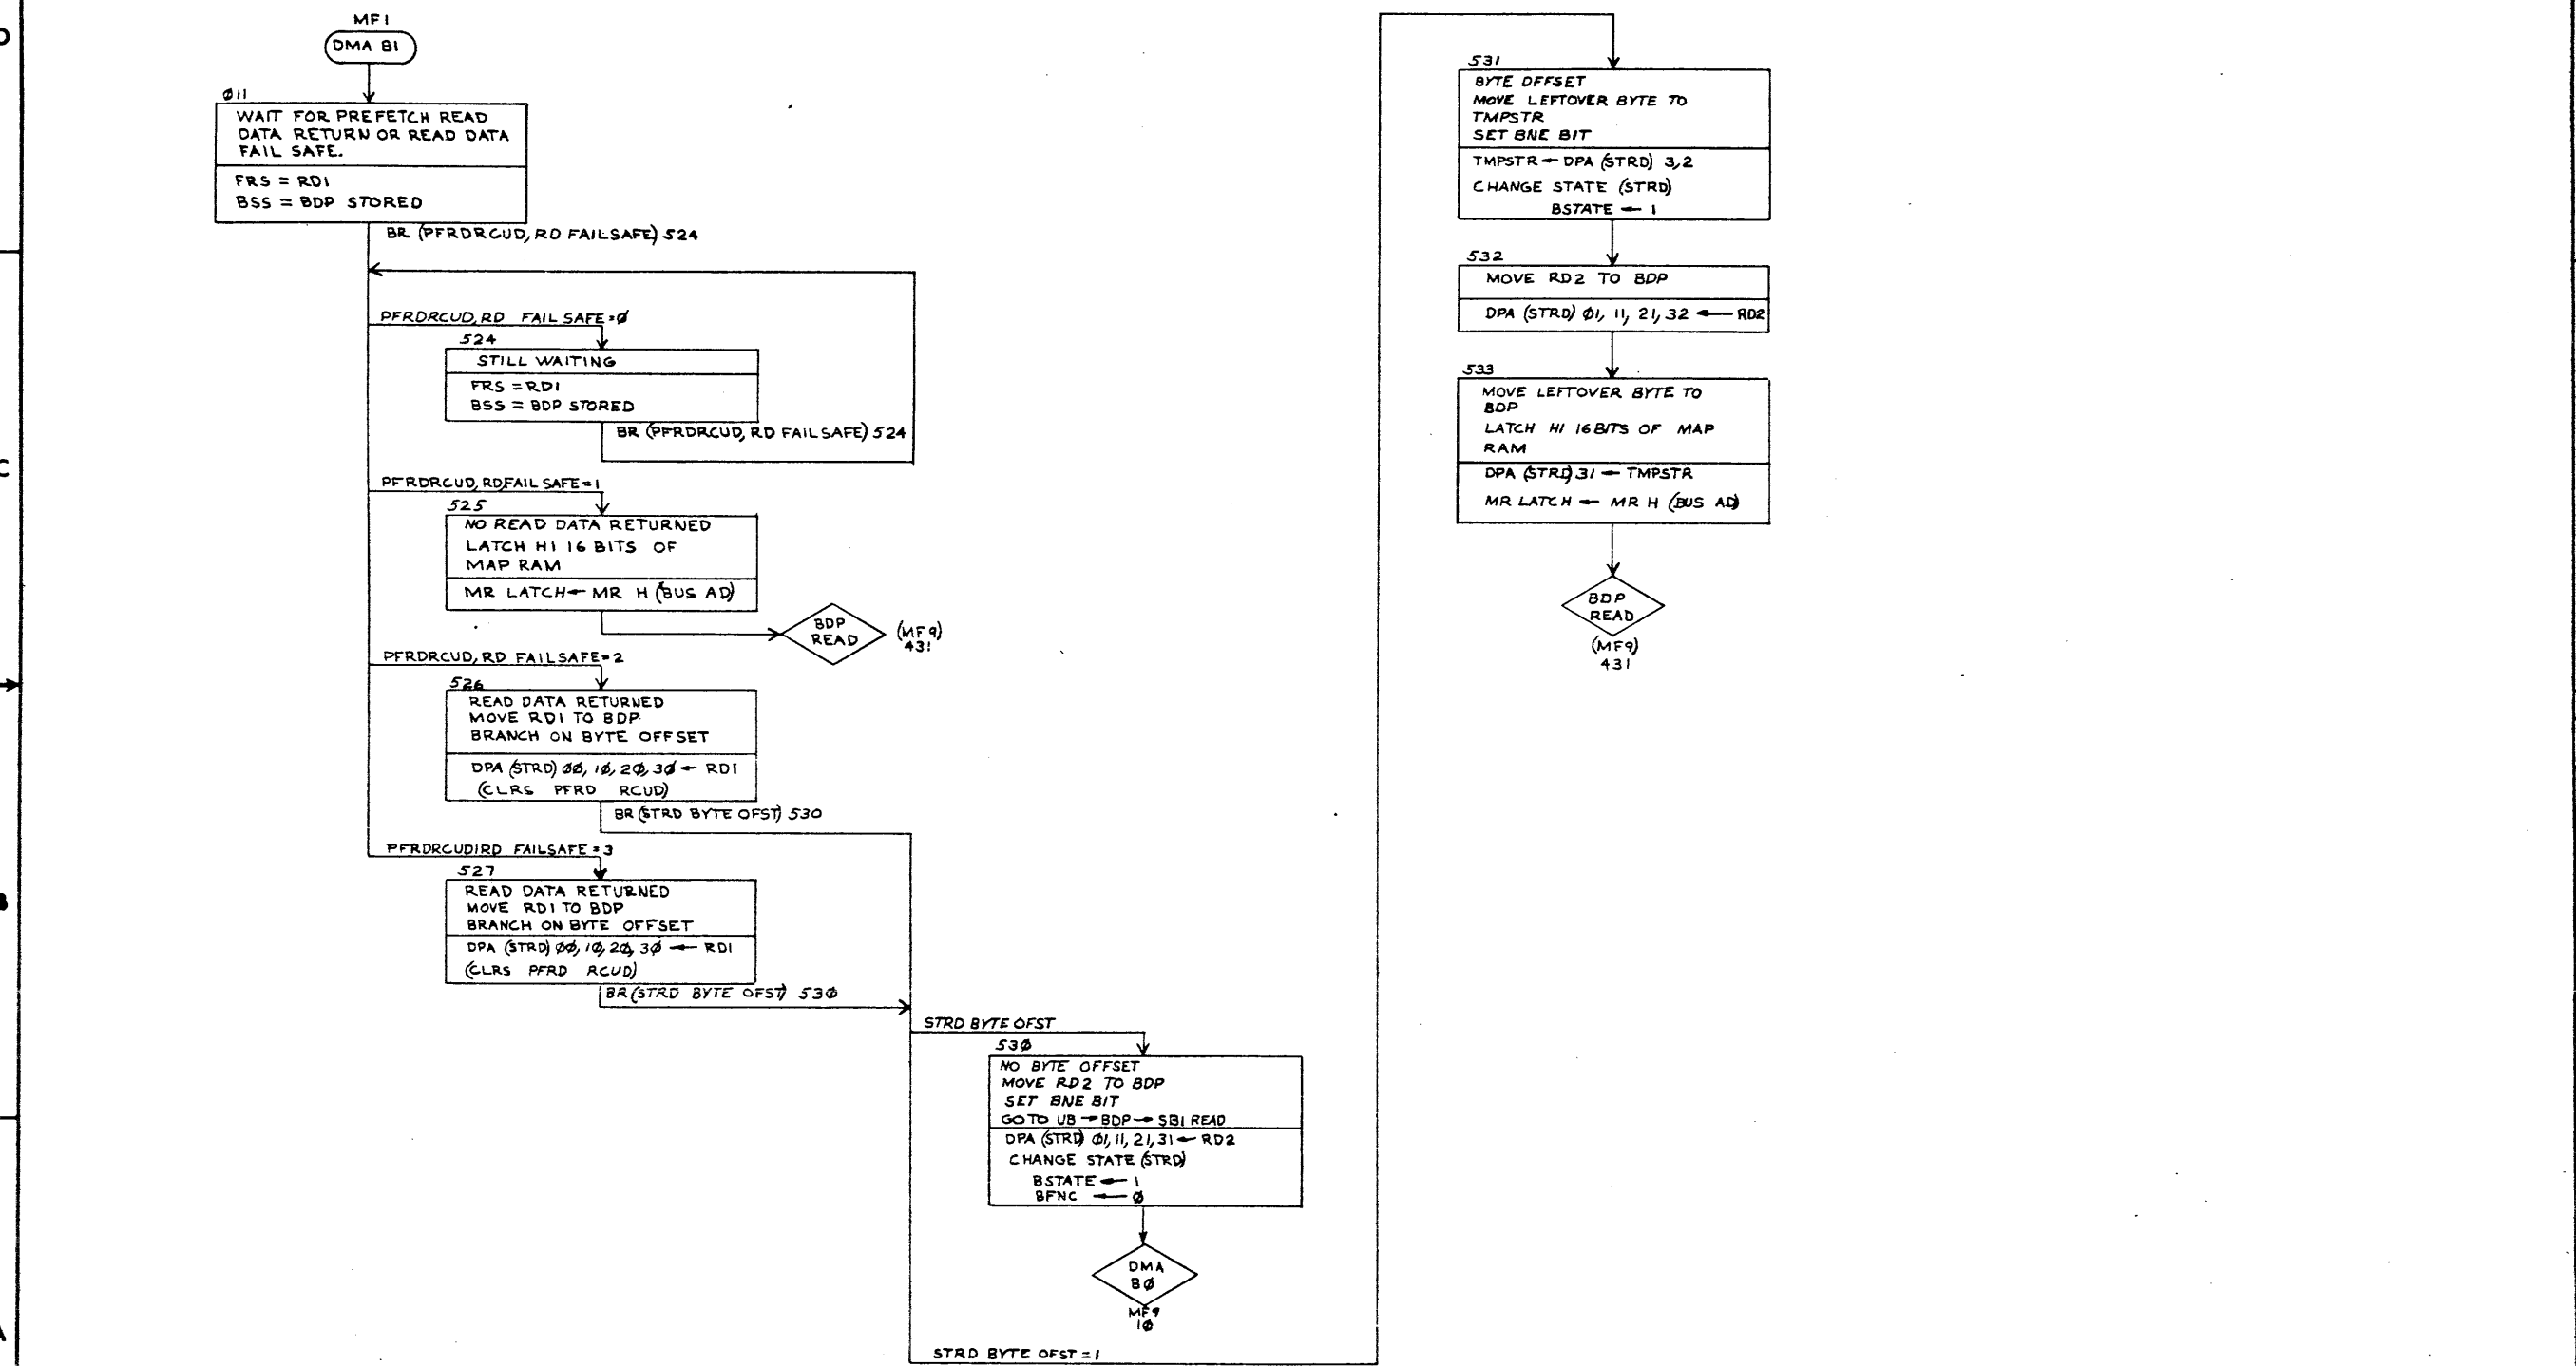 MF1
DMA B1
Ø11
WAIT FOR PREFETCH READ
DATA RETURN OR READ DATA
FAIL SAFE.
FRS = RD1
BSS = BDP STORED
BR (PFRDRCUD, RD FAILSAFE) 524
PFRDRCUD, RD FAIL SAFE=Ø
524
STILL WAITING
FRS = RD1
BSS = BDP STORED
BR (PFRDRCUD, RD FAILSAFE) 524
PFRDRCUD, RDFAIL SAFE=1
525
NO READ DATA RETURNED
LATCH HI 16 BITS OF
MAP RAM
MR LATCH← MR H (BUS AD)
BDP
READ
(MF9)
431
PFRDRCUD, RD FAILSAFE=2
526
READ DATA RETURNED
MOVE RD1 TO BDP
BRANCH ON BYTE OFFSET
DPA (STRD) ØØ, 1Ø, 2Ø, 3Ø ← RD1
(CLRS PFRD RCUD)
BR (STRD BYTE OFST) 530
PFRDRCUD1RD FAILSAFE=3
527
READ DATA RETURNED
MOVE RD1 TO BDP
BRANCH ON BYTE OFFSET
DPA (STRD) ØØ, 1Ø, 2Ø, 3Ø ← RD1
(CLRS PFRD RCUD)
BR (STRD BYTE OFST) 53Ø
STRD BYTE OFST
53Ø
NO BYTE OFFSET
MOVE RD2 TO BDP
SET BNE BIT
GO TO UB → BDP → SBI READ
DPA (STRD) Ø1, 11, 21, 31 ← RD2
CHANGE STATE (STRD)
BSTATE ← 1
BFNC ← Ø
DMA
BØ
MF9
1Ø
STRD BYTE OFST = 1
531
BYTE OFFSET
MOVE LEFTOVER BYTE TO
TMPSTR
SET BNE BIT
TMPSTR ← DPA (STRD) 3,2
CHANGE STATE (STRD)
BSTATE ← 1
532
MOVE RD2 TO BDP
DPA (STRD) Ø1, 11, 21, 32 ← RD2
533
MOVE LEFTOVER BYTE TO
BDP
LATCH HI 16 BITS OF MAP
RAM
DPA (STRD) 31 ← TMPSTR
MR LATCH ← MR H (BUS AD)
BDP
READ
(MF9)
431
C